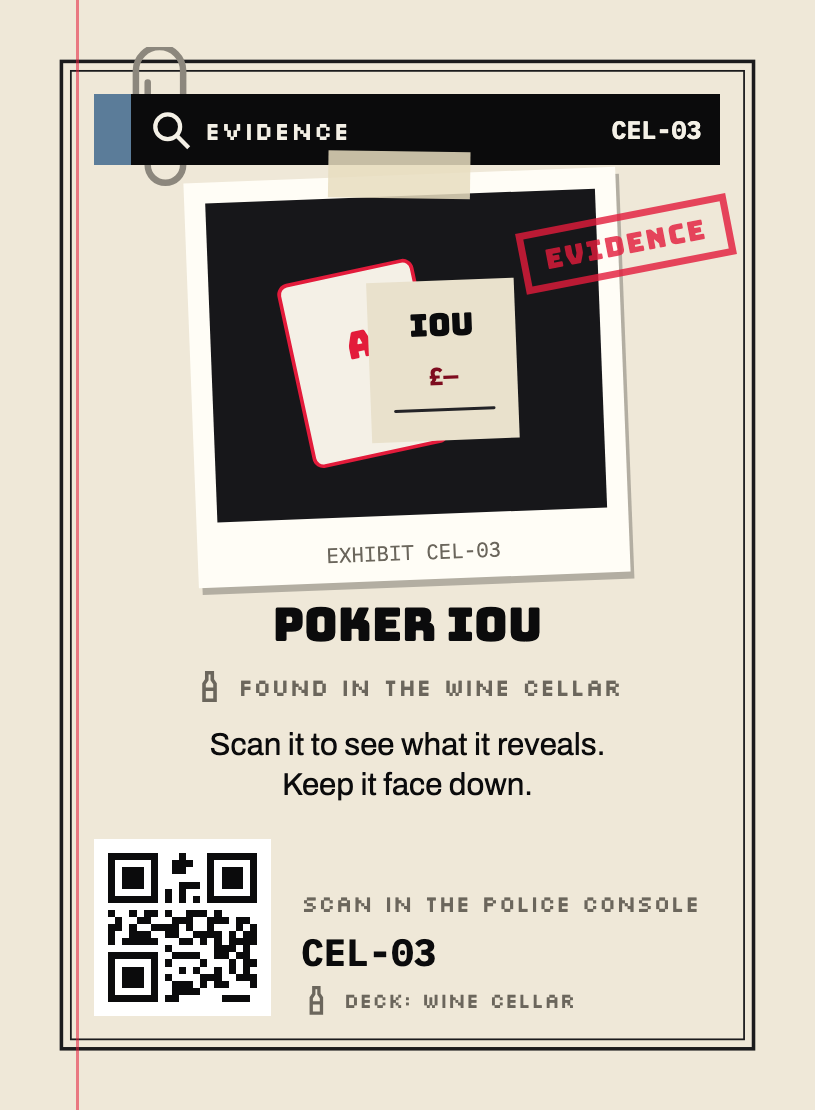 EVIDENCE
CEL-03
EVIDENCE
A
IOU
£—
EXHIBIT CEL-03
POKER IOU
FOUND IN THE WINE CELLAR
Scan it to see what it reveals.
Keep it face down.
SCAN IN THE POLICE CONSOLE
CEL-03
DECK: WINE CELLAR